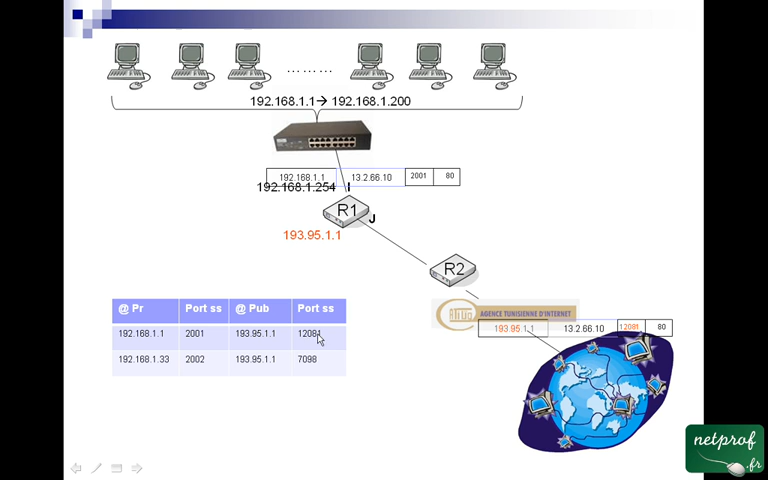 ………
192.168.1.1→ 192.168.1.200
192.168.1.1 13.2.66.10 2001 80
192.168.1.254 I
R1
J
193.95.1.1
R2
AGENCE TUNISIENNE D'INTERNET
193.95.1.1 13.2.66.10 12081 80
@ Pr Port ss @ Pub Port ss
192.168.1.1 2001 193.95.1.1 12081
192.168.1.33 2002 193.95.1.1 7098
netprof
.fr